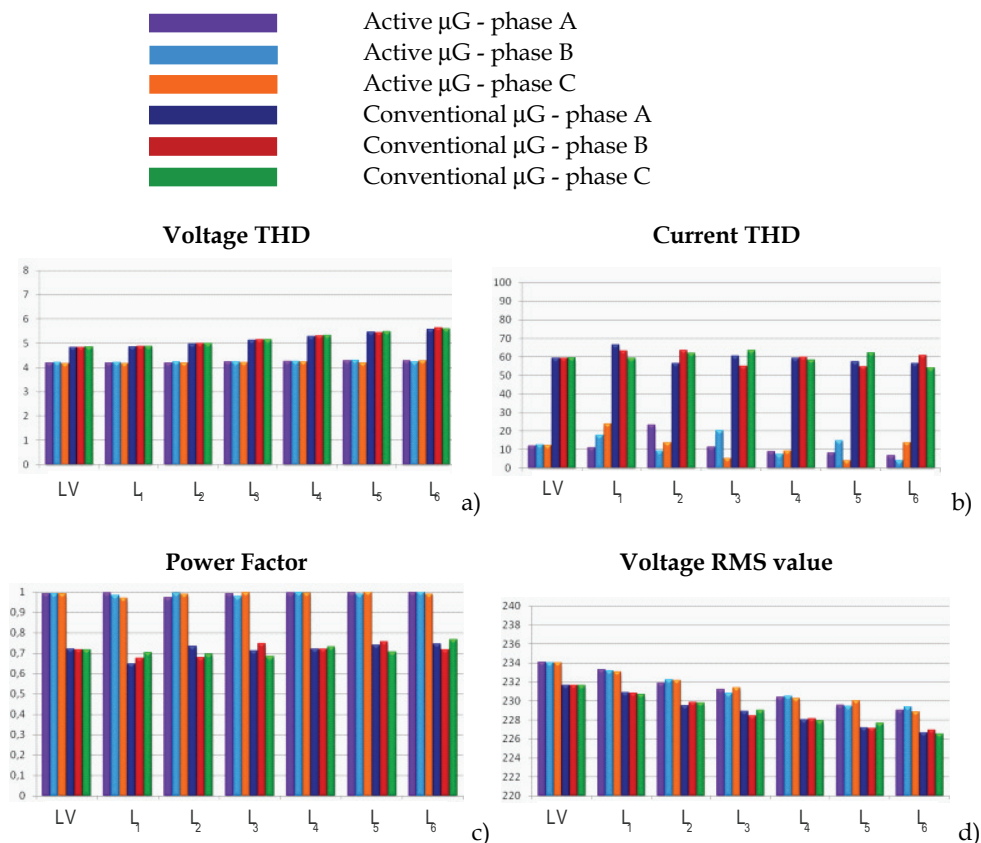 Active µG - phase A
Active µG - phase B
Active µG - phase C
Conventional µG - phase A
Conventional µG - phase B
Conventional µG - phase C
Voltage THD
8
7
6
5
4
3
2
1
0
LV L1 L2 L3 L4 L5 L6
a)
Current THD
100
90
80
70
60
50
40
30
20
10
0
LV L1 L2 L3 L4 L5 L6
b)
Power Factor
1
0,9
0,8
0,7
0,6
0,5
0,4
0,3
0,2
0,1
0
LV L1 L2 L3 L4 L5 L6
c)
Voltage RMS value
240
238
236
234
232
230
228
226
224
222
220
LV L1 L2 L3 L4 L5 L6
d)